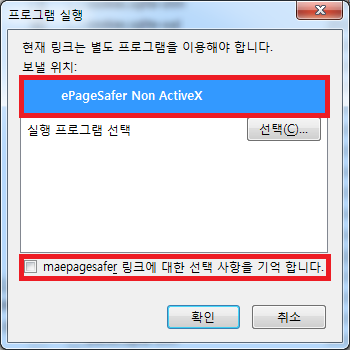 프로그램 실행
현재 링크는 별도 프로그램을 이용해야 합니다.
보낼 위치:
ePageSafer Non ActiveX
실행 프로그램 선택
선택(C)...
maepagesafer 링크에 대한 선택 사항을 기억 합니다.
확인
취소